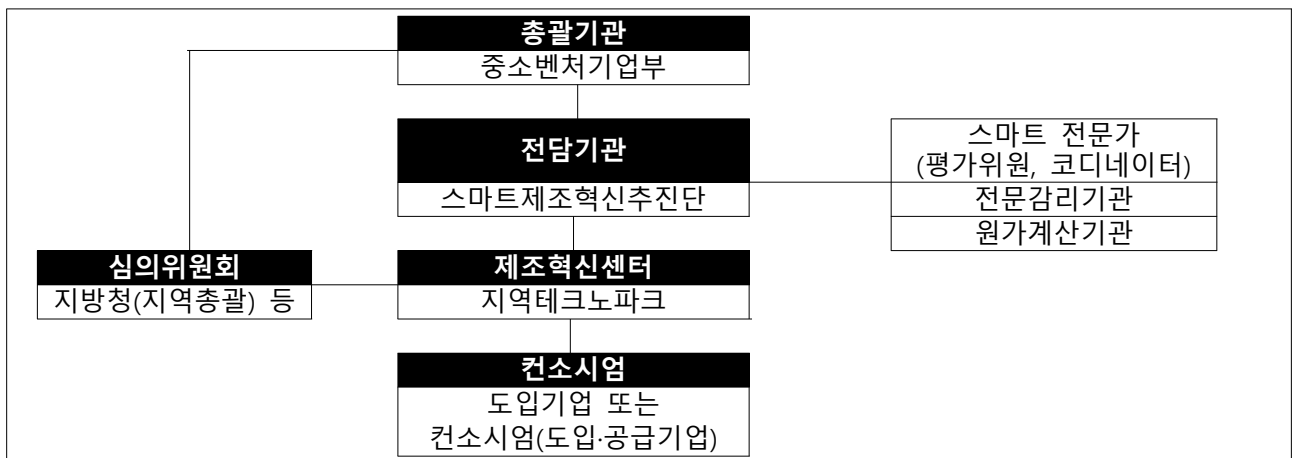 총괄기관
중소벤처기업부
전담기관
스마트제조혁신추진단
스마트 전문가
(평가위원, 코디네이터)
전문감리기관
원가계산기관
심의위원회
지방청(지역총괄) 등
제조혁신센터
지역테크노파크
컨소시엄
도입기업 또는
컨소시엄(도입·공급기업)